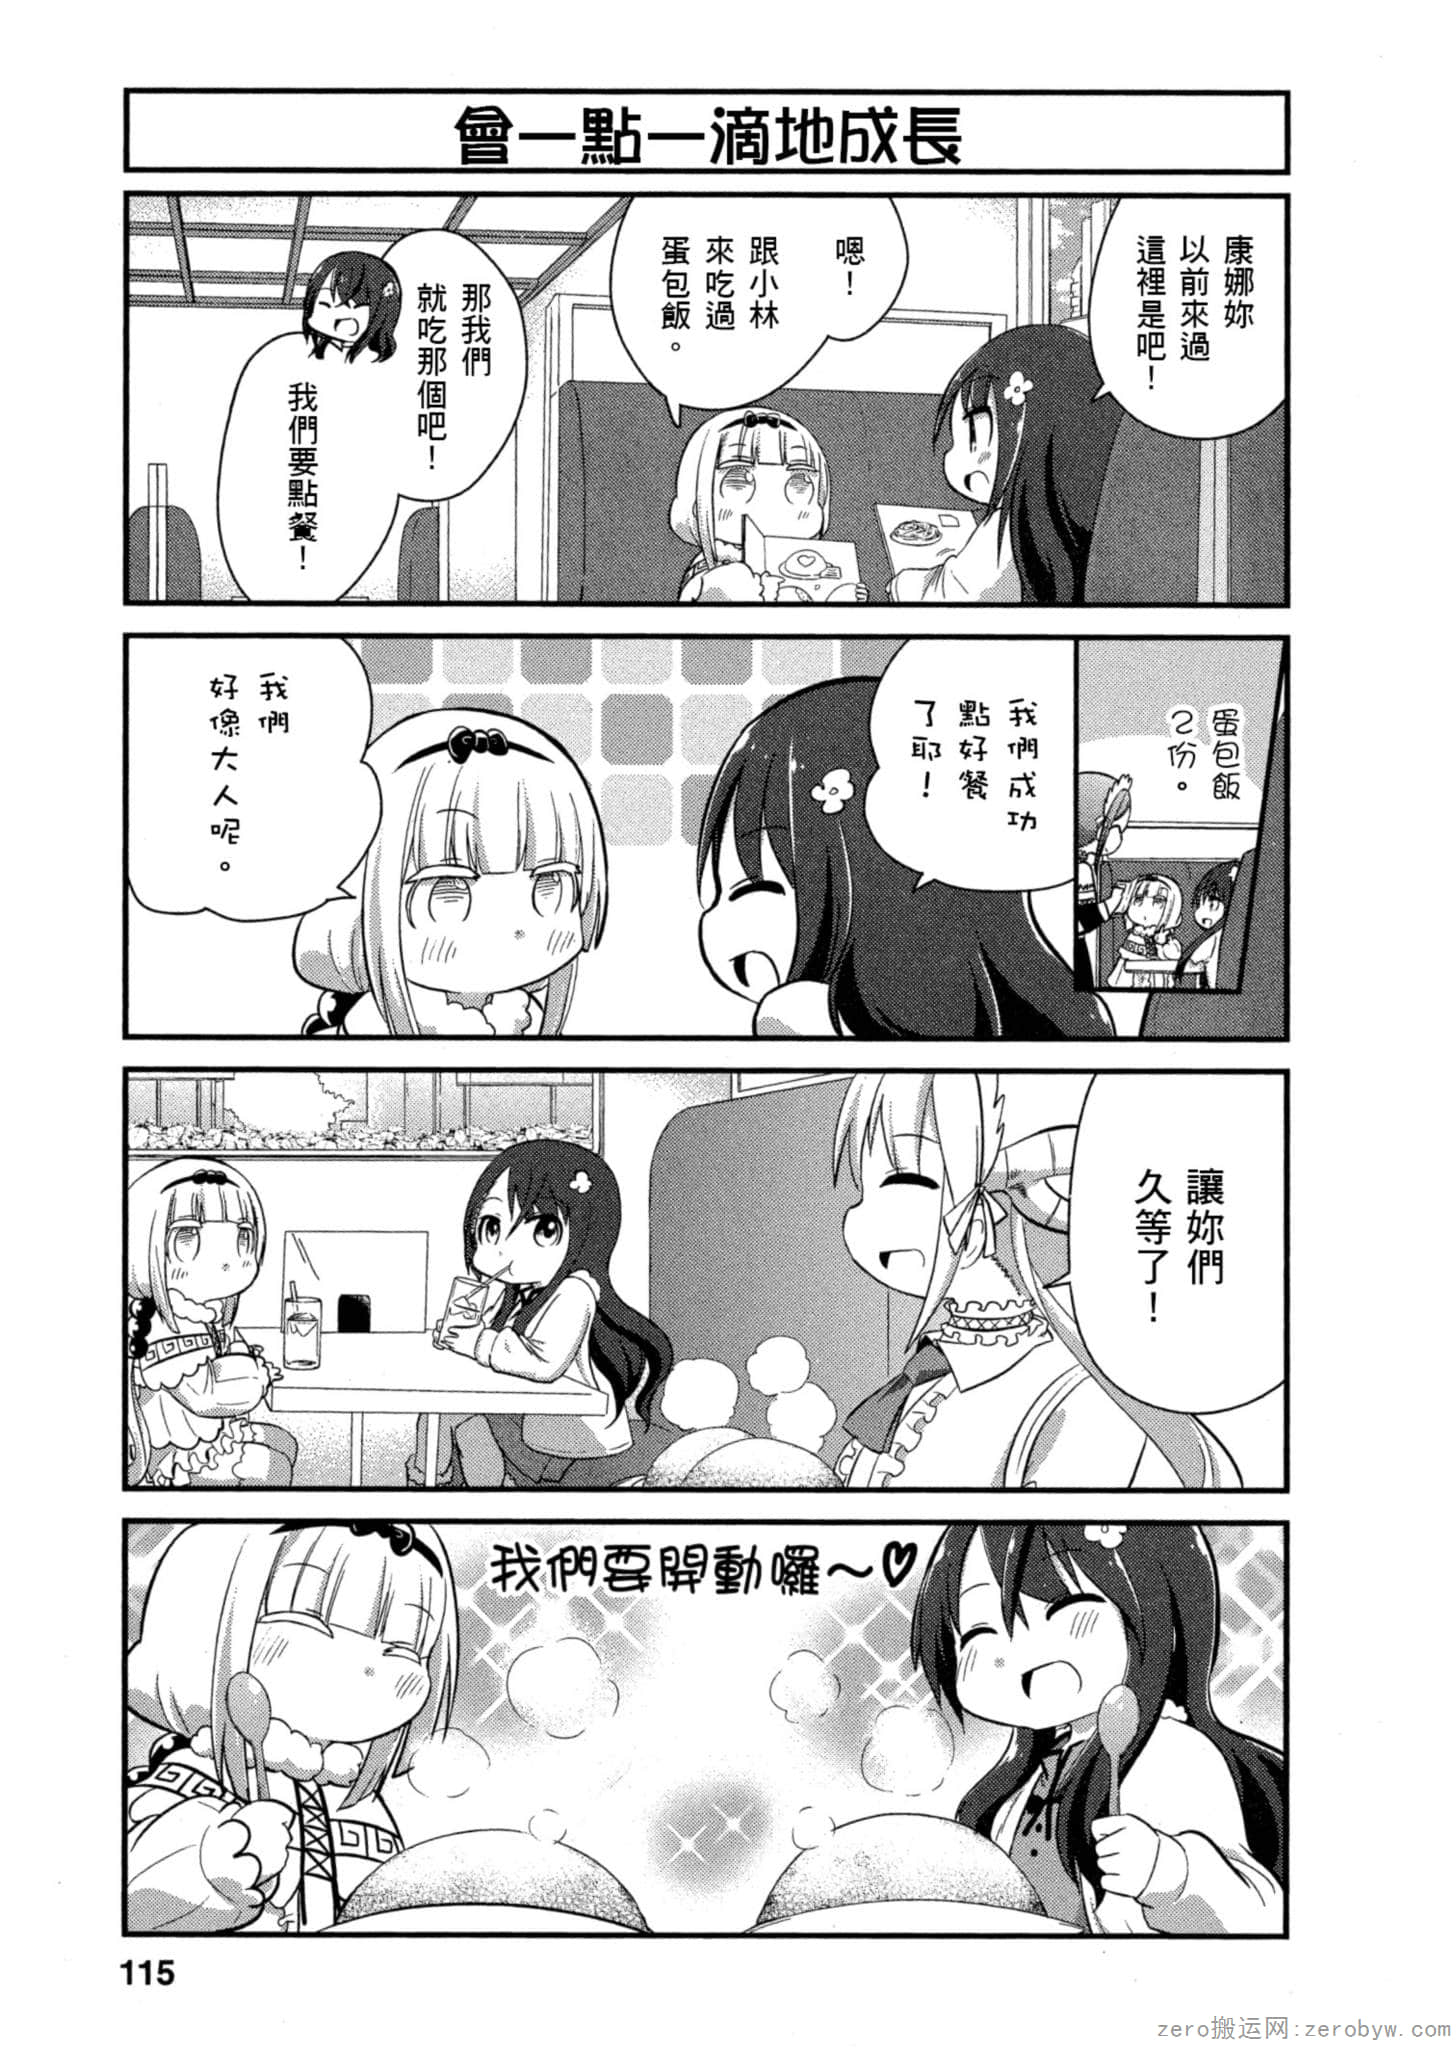 會一點一滴地成長
康娜妳
以前來過
這裡是吧！
嗯！
跟小林
來吃過
蛋包飯。
那我們
就吃那個吧！
我們要點餐！
蛋包飯
2份。
我們成功
點好餐
了耶！
我們
好像大人呢。
讓妳們
久等了！
我們要開動囉～♥
115
zero搬运网:zerobyw.com